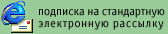 подписка на стандартную
электронную рассылку